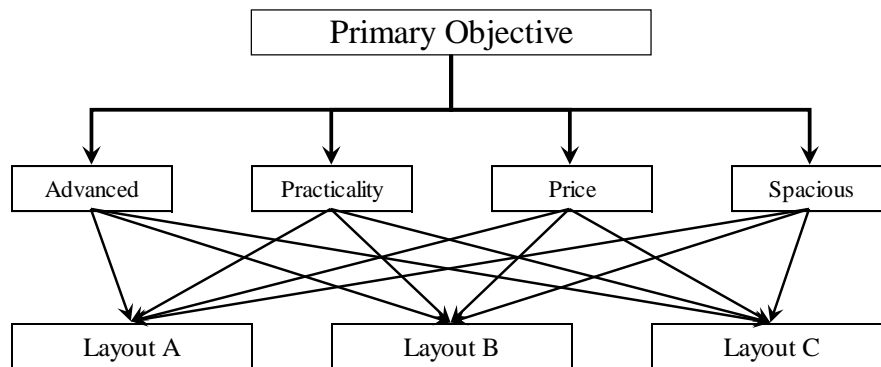 Primary Objective
Advanced
Practicality
Price
Spacious
Layout A
Layout B
Layout C